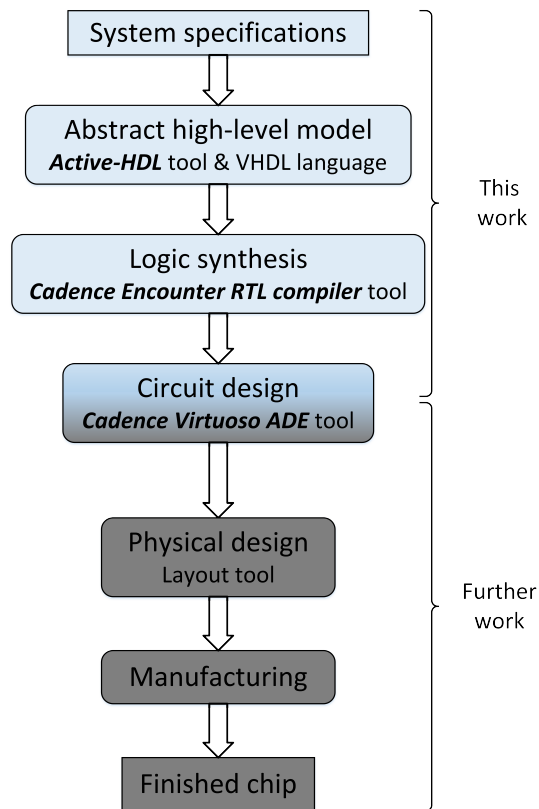 System specifications
Abstract high-level model
Active-HDL tool & VHDL language
This
work
Logic synthesis
Cadence Encounter RTL compiler tool
Circuit design
Cadence Virtuoso ADE tool
Physical design
Layout tool
Further
work
Manufacturing
Finished chip